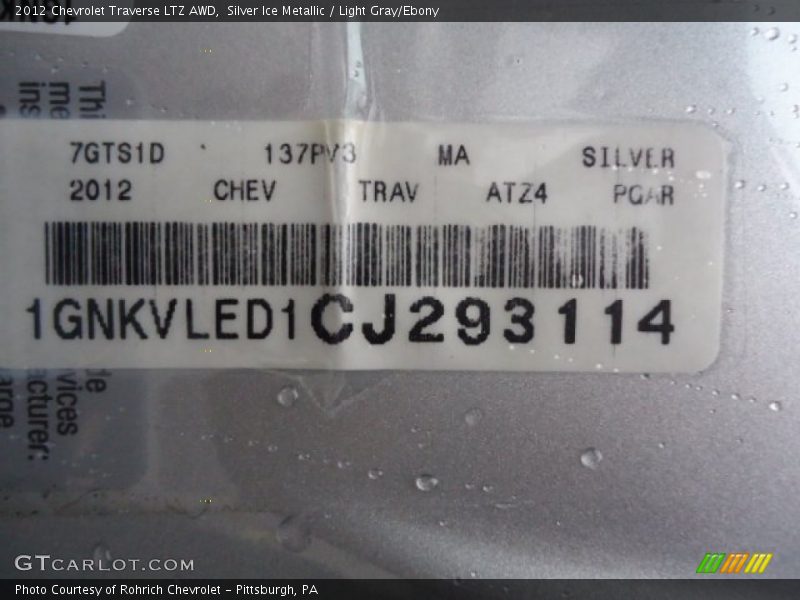 2012 Chevrolet Traverse LTZ AWD, Silver Ice Metallic / Light Gray/Ebony
7GTS1D 137PV3 MA SILVER
2012 CHEV TRAV ATZ4 PGAR
1GNKVLED1CJ293114
GTCARLOT.COM
Photo Courtesy of Rohrich Chevrolet - Pittsburgh, PA